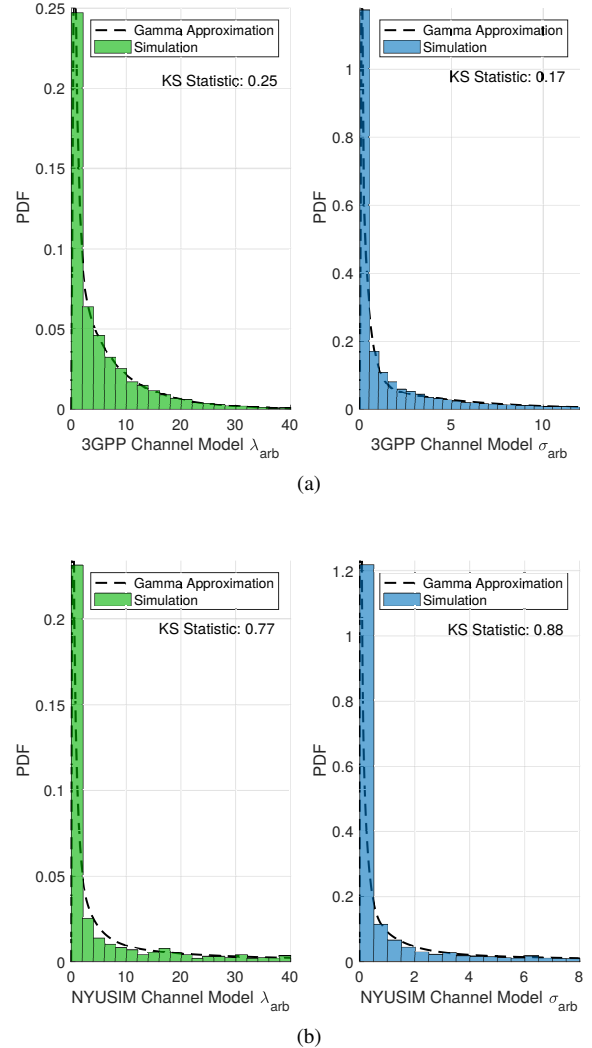 Gamma Approximation
Simulation
KS Statistic: 0.25
0.25
0.2
0.15
0.1
0.05
0
PDF
0 10 20 30 40
3GPP Channel Model λarb
Gamma Approximation
Simulation
KS Statistic: 0.17
1
0.8
0.6
0.4
0.2
0
PDF
0 5 10
3GPP Channel Model σarb
(a)
Gamma Approximation
Simulation
KS Statistic: 0.77
0.2
0.15
0.1
0.05
0
PDF
0 10 20 30 40
NYUSIM Channel Model λarb
Gamma Approximation
Simulation
KS Statistic: 0.88
1.2
1
0.8
0.6
0.4
0.2
0
PDF
0 2 4 6 8
NYUSIM Channel Model σarb
(b)